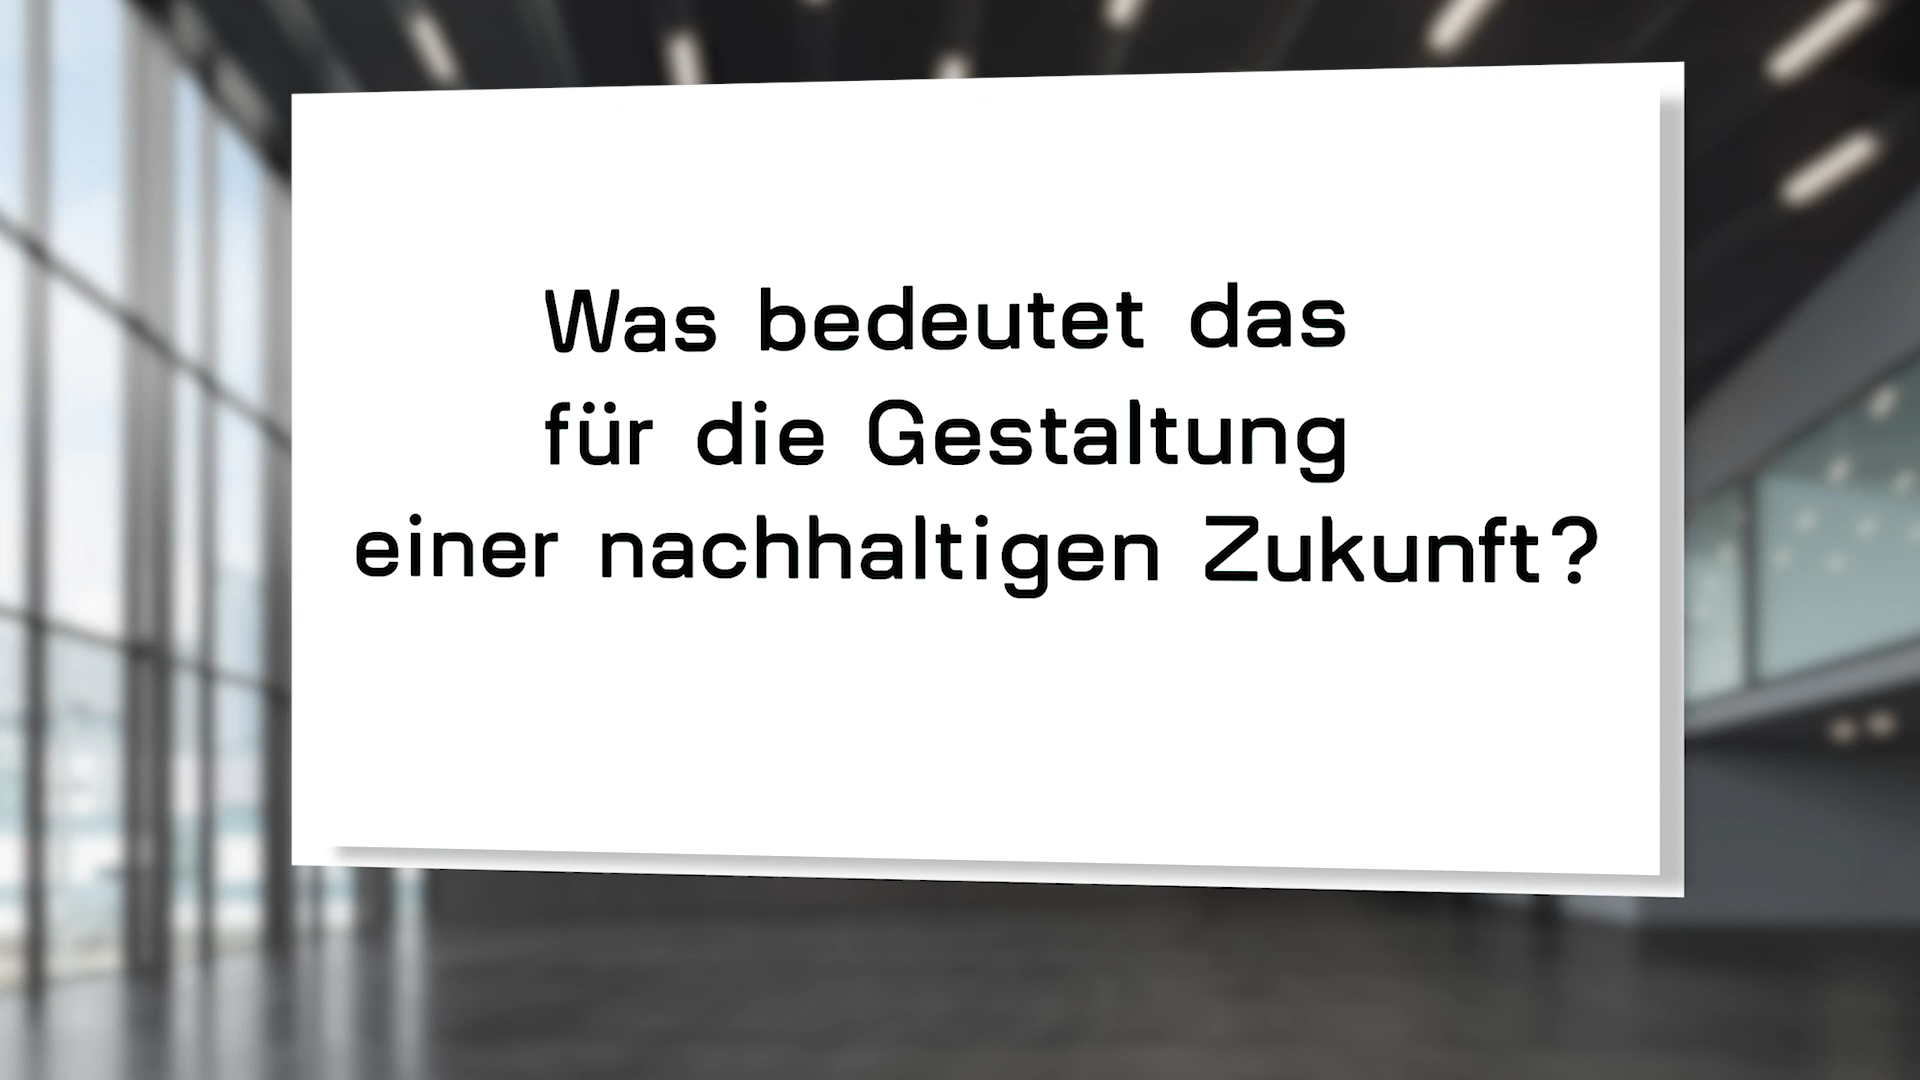 Was bedeutet das
für die Gestaltung
einer nachhaltigen Zukunft?